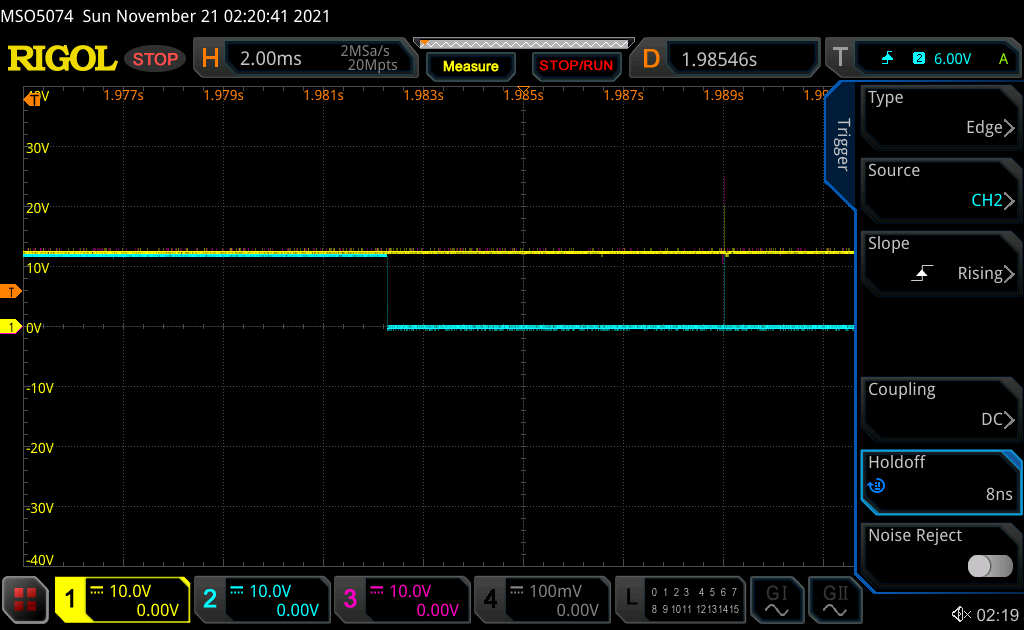 MSO5074 Sun November 21 02:20:41 2021
RIGOL STOP H 2.00ms 2MSa/s 20Mpts Measure STOP/RUN D 1.98546s T 2 6.00V A
T 1.977s 1.979s 1.981s 1.983s 1.985s 1.987s 1.989s
30V
20V
10V
T
1 0V
-10V
-20V
-30V
-40V
Trigger
Type
Edge
Source
CH2
Slope
Rising
Coupling
DC
Holdoff
8ns
Noise Reject
1 10.0V 0.00V
2 10.0V 0.00V
3 10.0V 0.00V
4 100mV 0.00V
L 0 1 2 3 4 5 6 7
8 9 10 11 12 13 14 15
GI
GII
02:19